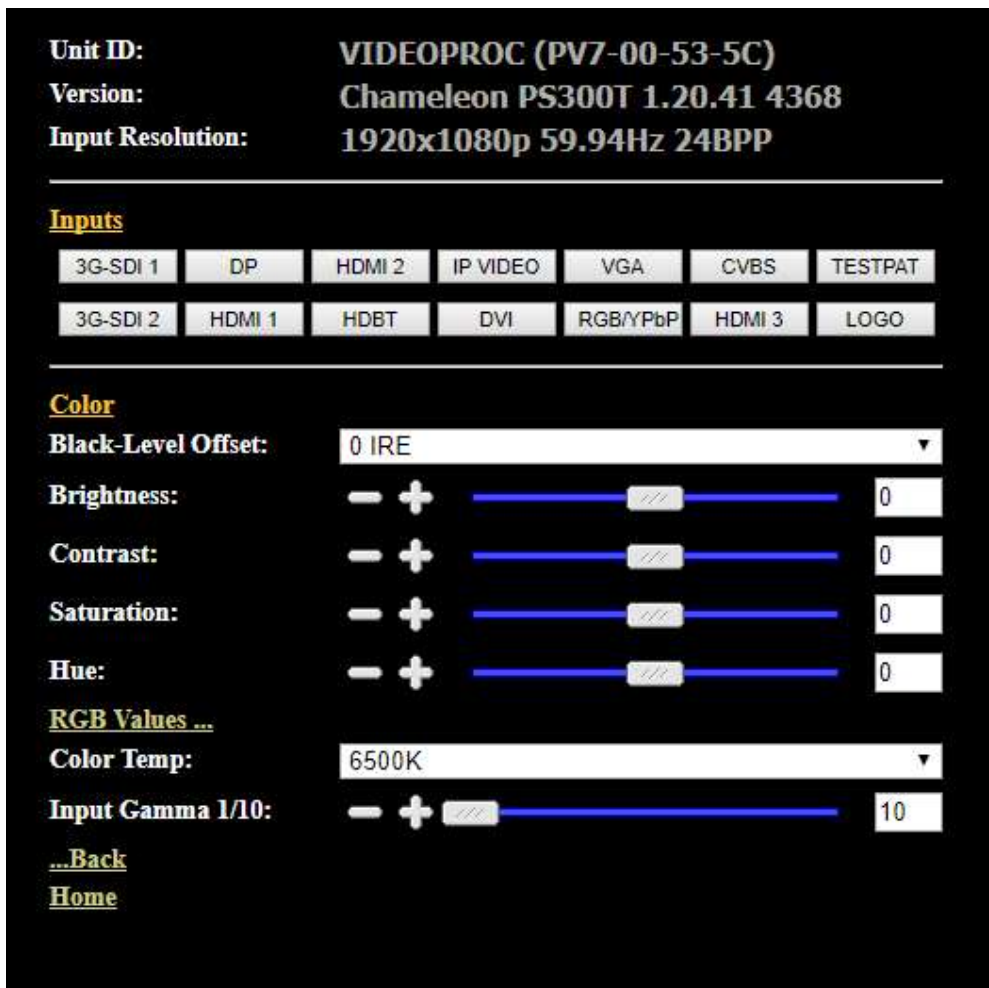 Unit ID: VIDEOPROC (PV7-00-53-5C)
Version: Chameleon PS300T 1.20.41 4368
Input Resolution: 1920x1080p 59.94Hz 24BPP
Inputs
3G-SDI 1 DP HDMI 2 IP VIDEO VGA CVBS TESTPAT
3G-SDI 2 HDMI 1 HDBT DVI RGB/YPbP HDMI 3 LOGO
Color
Black-Level Offset: 0 IRE
Brightness: 0
Contrast: 0
Saturation: 0
Hue: 0
RGB Values ...
Color Temp: 6500K
Input Gamma 1/10: 10
...Back
Home